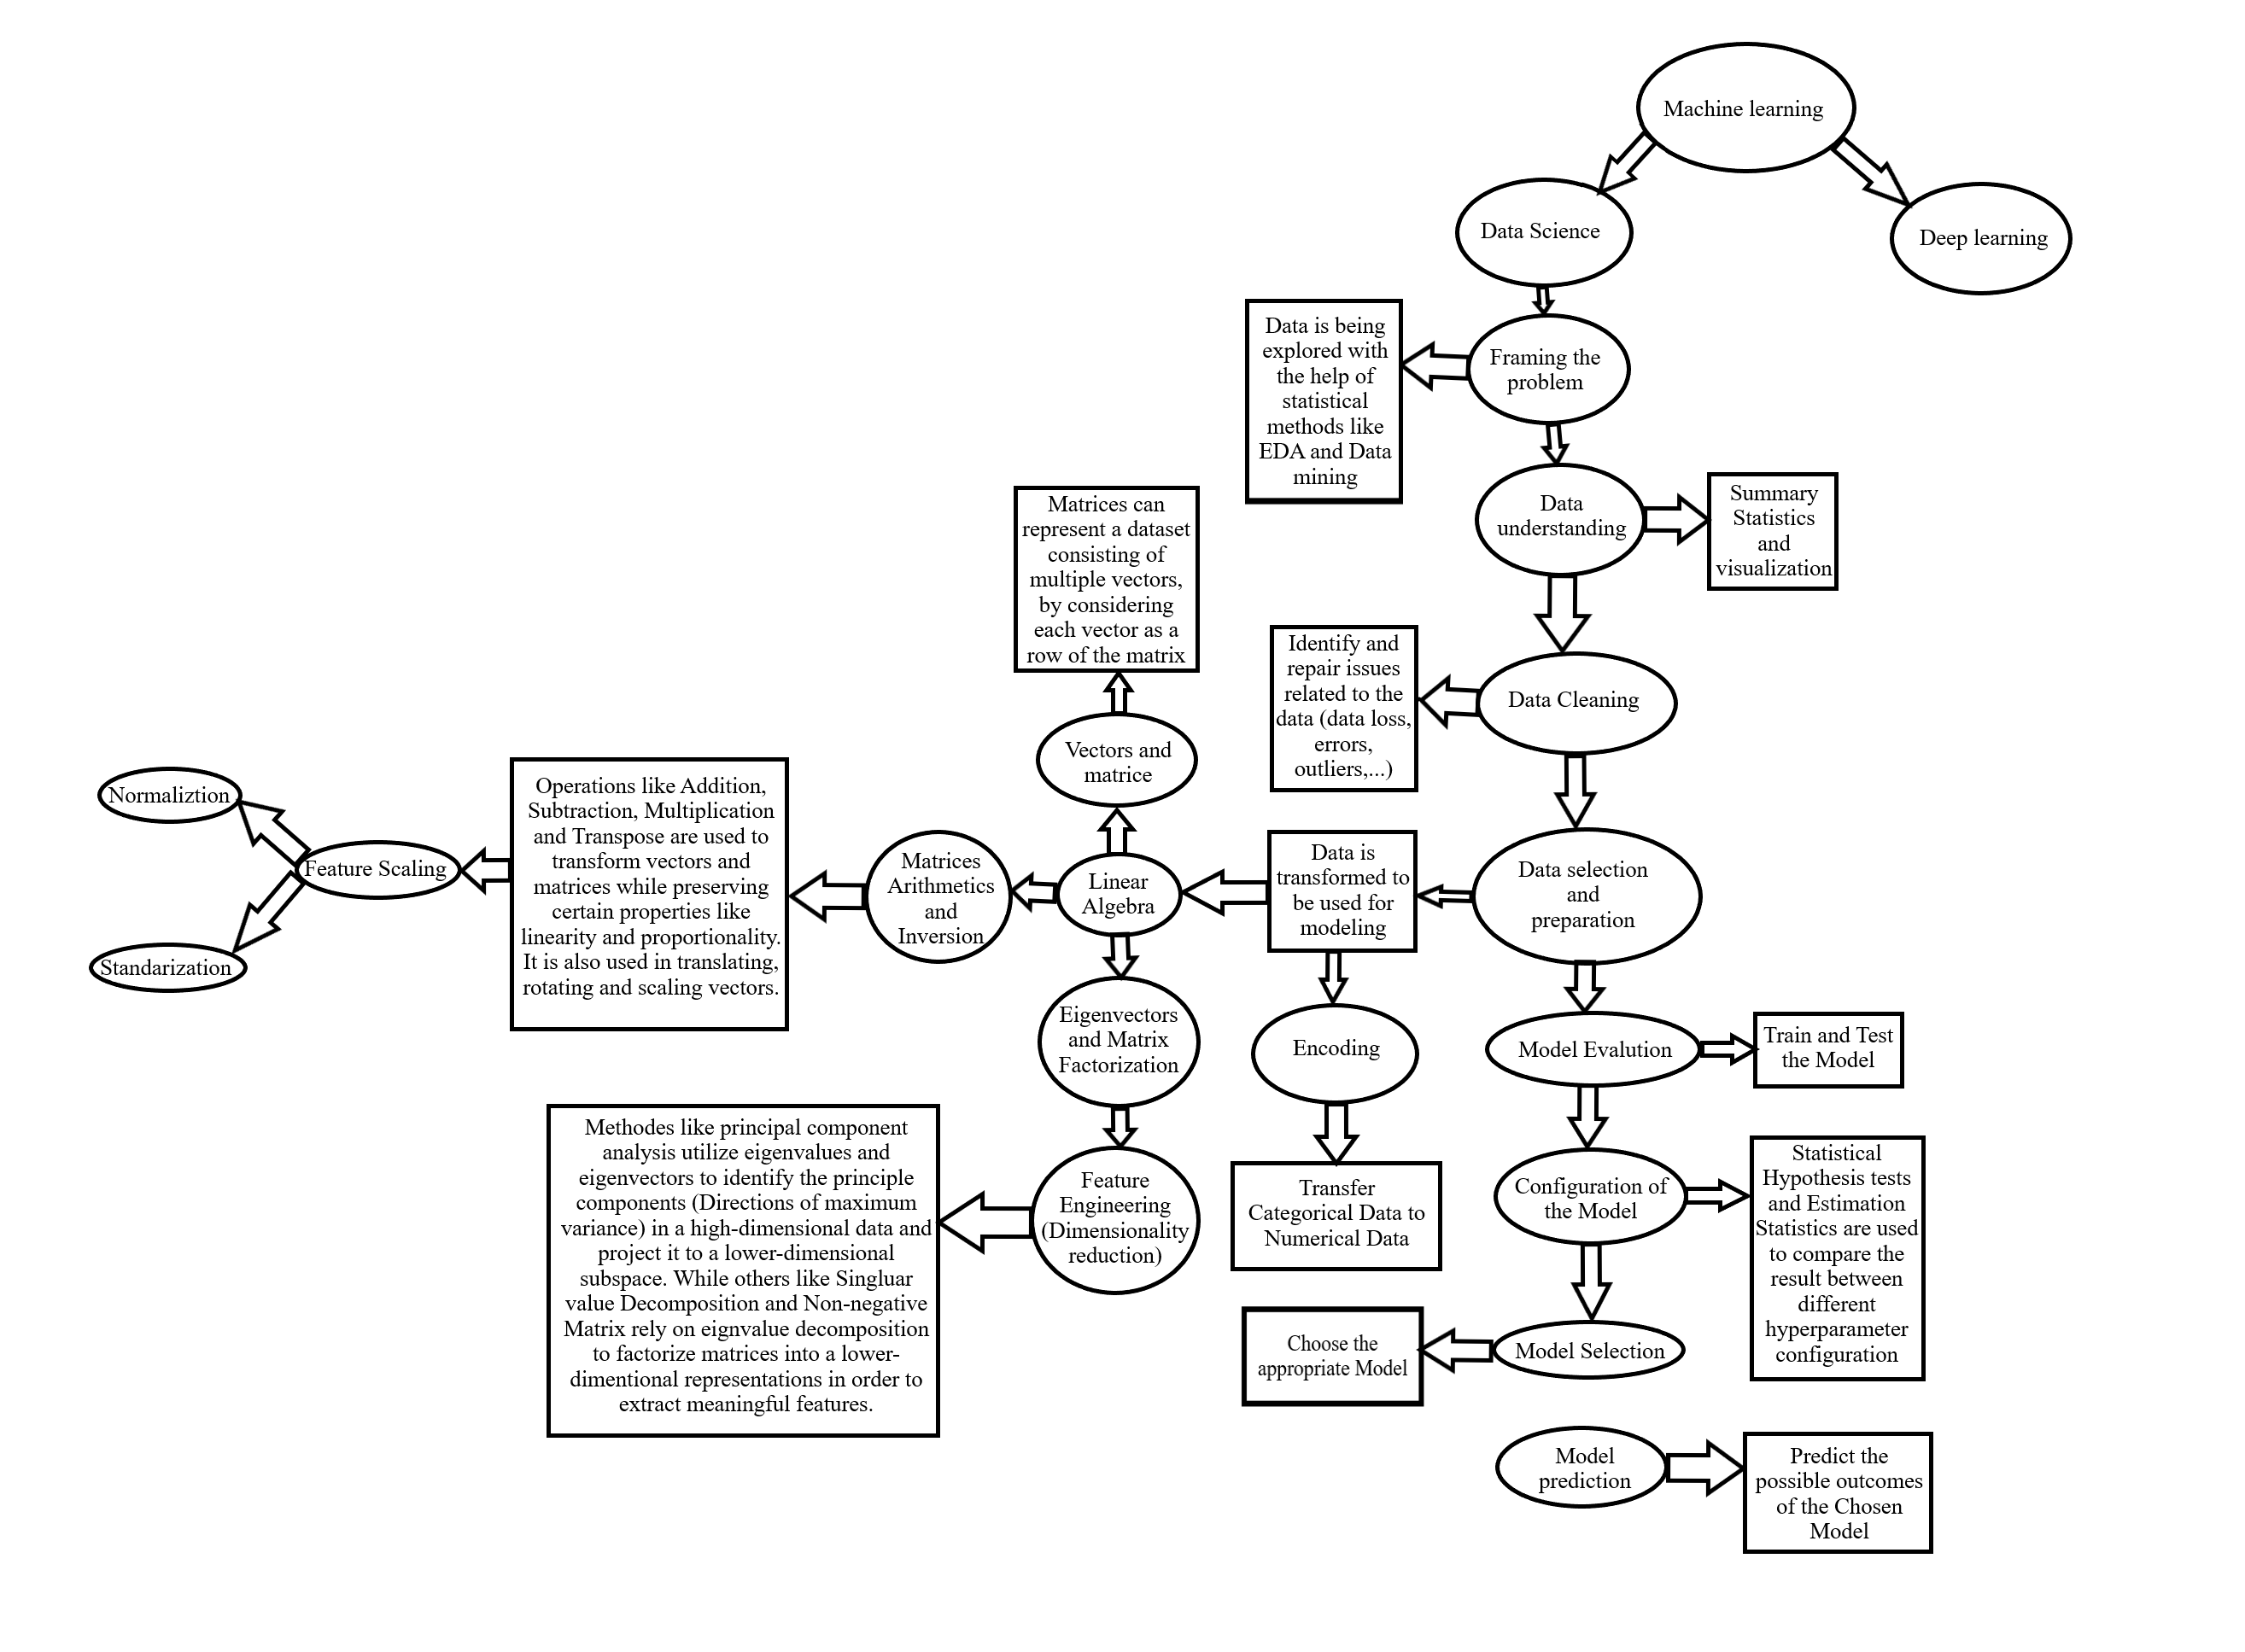 Machine learning
Data Science
Deep learning
Framing the
problem
Data is being
explored with
the help of
statistical
methods like
EDA and Data
mining
Data
understanding
Summary
Statistics
and
visualization
Data Cleaning
Identify and
repair issues
related to the
data (data loss,
errors,
outliers,...)
Data selection
and
preparation
Data is
transformed to
be used for
modeling
Linear
Algebra
Vectors and
matrice
Matrices can
represent a dataset
consisting of
multiple vectors,
by considering
each vector as a
row of the matrix
Matrices
Arithmetics
and
Inversion
Operations like Addition,
Subtraction, Multiplication
and Transpose are used to
transform vectors and
matrices while preserving
certain properties like
linearity and proportionality.
It is also used in translating,
rotating and scaling vectors.
Feature Scaling
Normaliztion
Standarization
Eigenvectors
and Matrix
Factorization
Feature
Engineering
(Dimensionality
reduction)
Methodes like principal component
analysis utilize eigenvalues and
eigenvectors to identify the principle
components (Directions of maximum
variance) in a high-dimensional data and
project it to a lower-dimensional
subspace. While others like Singluar
value Decomposition and Non-negative
Matrix rely on eignvalue decomposition
to factorize matrices into a lower-
dimentional representations in order to
extract meaningful features.
Encoding
Transfer
Categorical Data to
Numerical Data
Model Evalution
Train and Test
the Model
Configuration of
the Model
Statistical
Hypothesis tests
and Estimation
Statistics are used
to compare the
result between
different
hyperparameter
configuration
Model Selection
Choose the
appropriate Model
Model
prediction
Predict the
possible outcomes
of the Chosen
Model